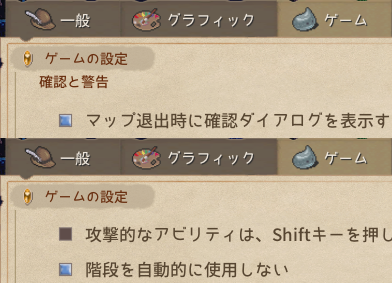 一般 グラフィック ゲーム
ゲームの設定
確認と警告
マップ退出時に確認ダイアログを表示す
一般 グラフィック ゲーム
ゲームの設定
攻撃的なアビリティは、Shiftキーを押し
階段を自動的に使用しない